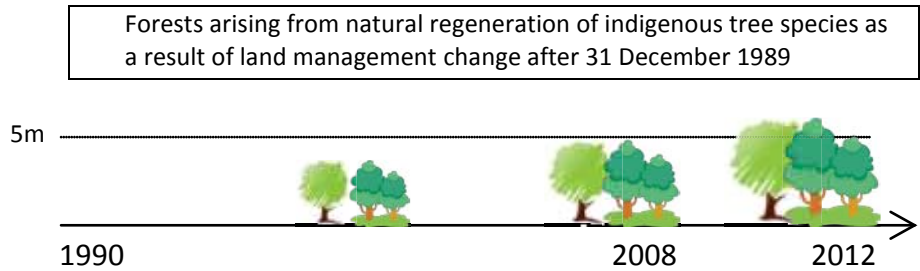 Forests arising from natural regeneration of indigenous tree species as
a result of land management change after 31 December 1989
5m
1990 2008 2012